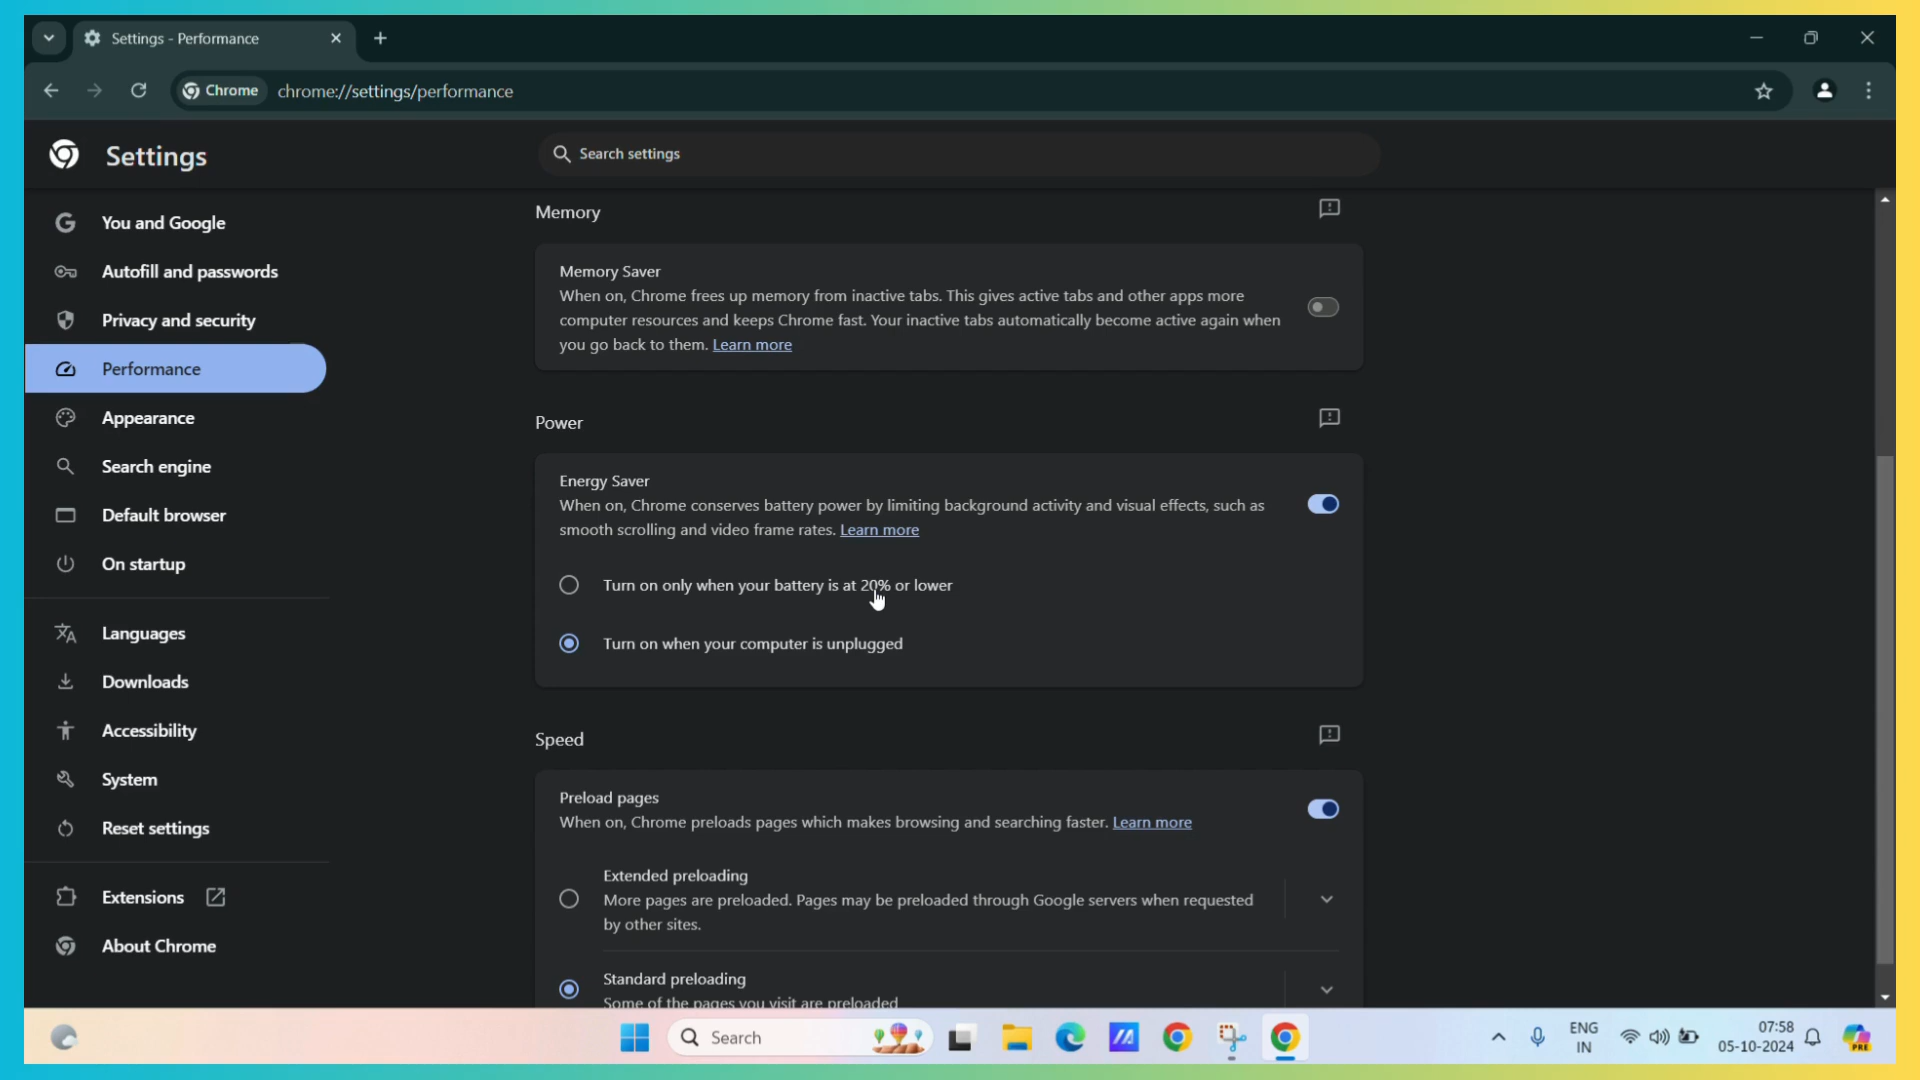 Settings - Performance
Chrome
chrome://settings/performance
Settings
Search settings
You and Google
Autofill and passwords
Privacy and security
Performance
Appearance
Search engine
Default browser
On startup
Languages
Downloads
Accessibility
System
Reset settings
Extensions
About Chrome
Memory
Memory Saver
When on, Chrome frees up memory from inactive tabs. This gives active tabs and other apps more
computer resources and keeps Chrome fast. Your inactive tabs automatically become active again when
you go back to them. Learn more
Power
Energy Saver
When on, Chrome conserves battery power by limiting background activity and visual effects, such as
smooth scrolling and video frame rates. Learn more
Turn on only when your battery is at 20% or lower
Turn on when your computer is unplugged
Speed
Preload pages
When on, Chrome preloads pages which makes browsing and searching faster. Learn more
Extended preloading
More pages are preloaded. Pages may be preloaded through Google servers when requested
by other sites.
Standard preloading
Some of the pages you visit are preloaded
Search
ENG
IN
07:58
05-10-2024
PRE